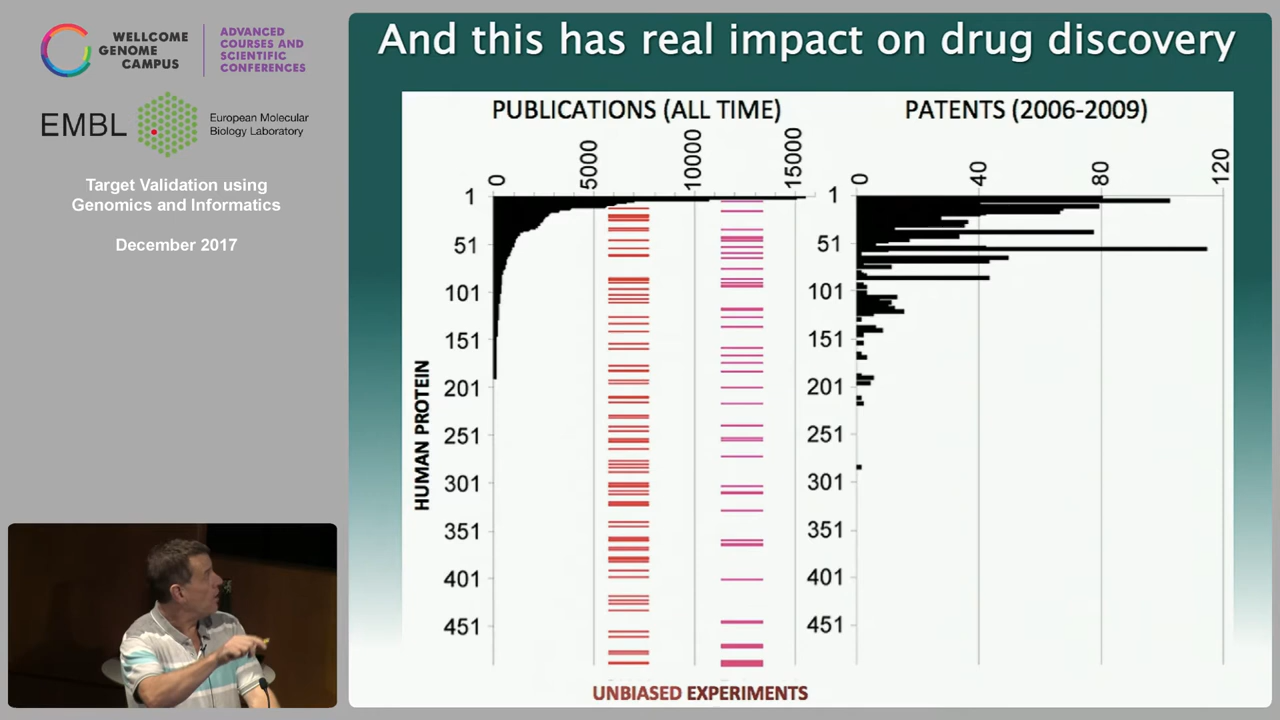 WELLCOME
GENOME
CAMPUS
ADVANCED
COURSES AND
SCIENTIFIC
CONFERENCES
EMBL
European Molecular
Biology Laboratory
Target Validation using
Genomics and Informatics
December 2017
And this has real impact on drug discovery
PUBLICATIONS (ALL TIME)
0
5000
10000
15000
1
51
101
151
201
251
301
351
401
451
HUMAN PROTEIN
UNBIASED EXPERIMENTS
PATENTS (2006-2009)
0
40
80
120
1
51
101
151
201
251
301
351
401
451